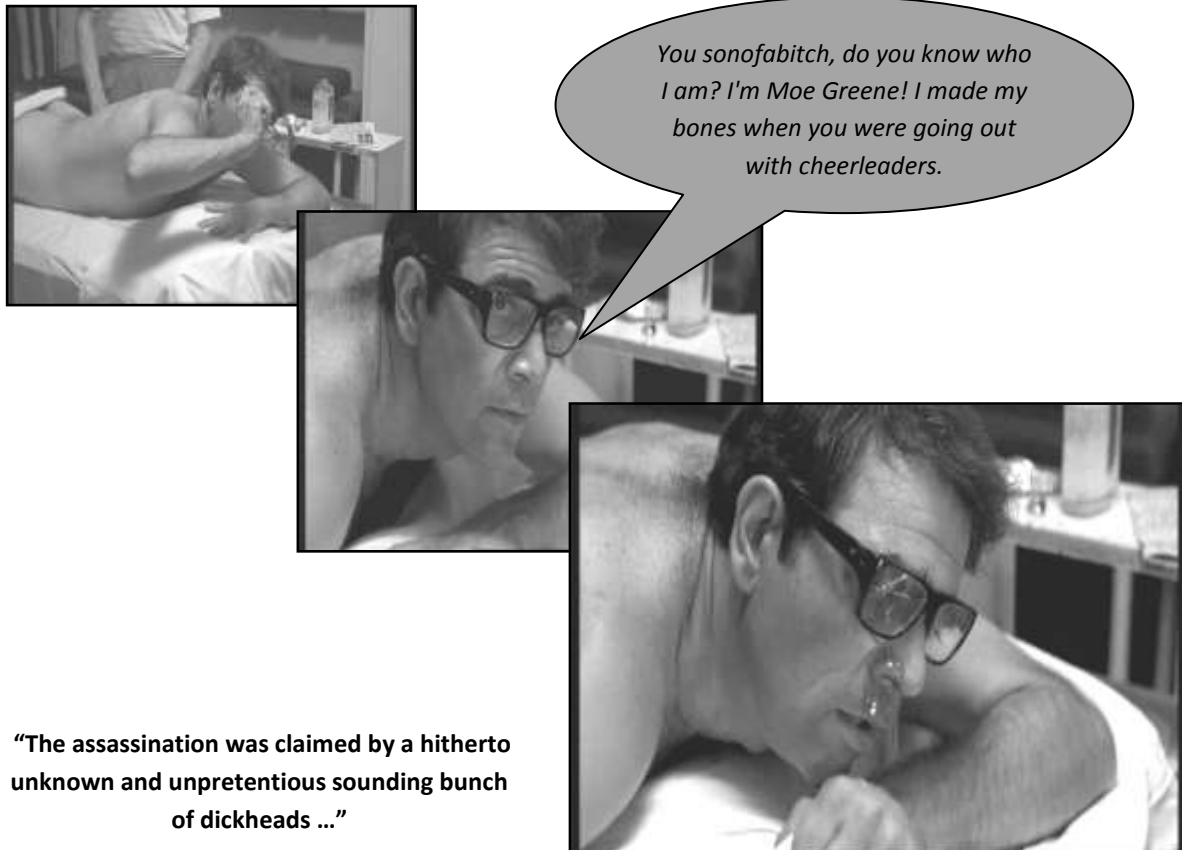 You sonofabitch, do you know who
I am? I'm Moe Greene! I made my
bones when you were going out
with cheerleaders.
“The assassination was claimed by a hitherto
unknown and unpretentious sounding bunch
of dickheads …”